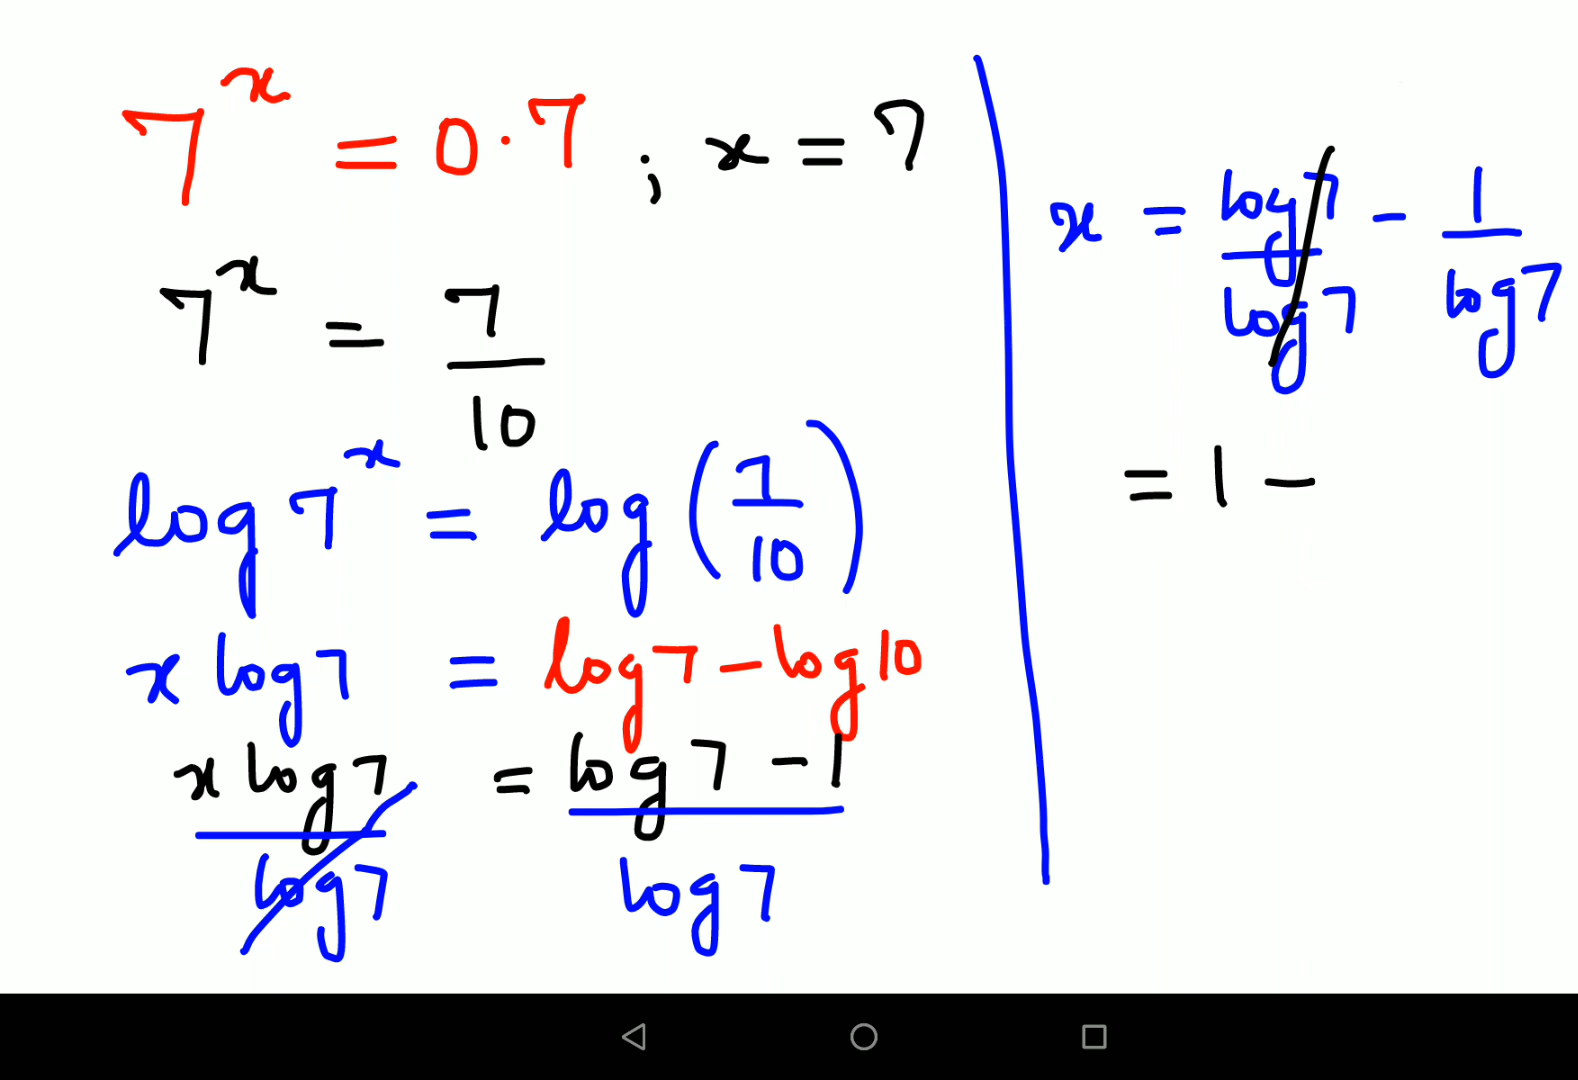 7^x = 0.7 ; x = ?
7^x = 7/10
log 7^x = log (7/10)
x log 7 = log 7 - log 10
x log 7 / log 7 = log 7 - 1 / log 7
x = log 7 / log 7 - 1 / log 7
= 1 -